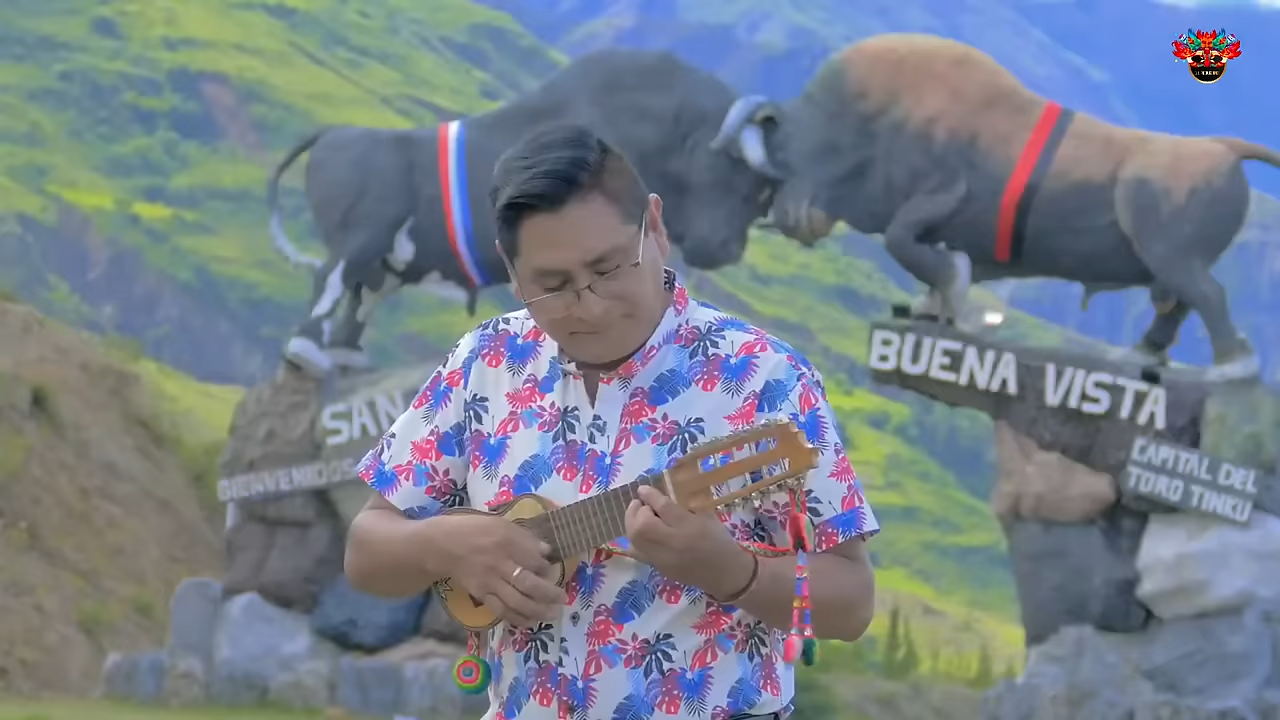 SAN
BIENVENIDOS
BUENA VISTA
CAPITAL DEL
TORO TINKU